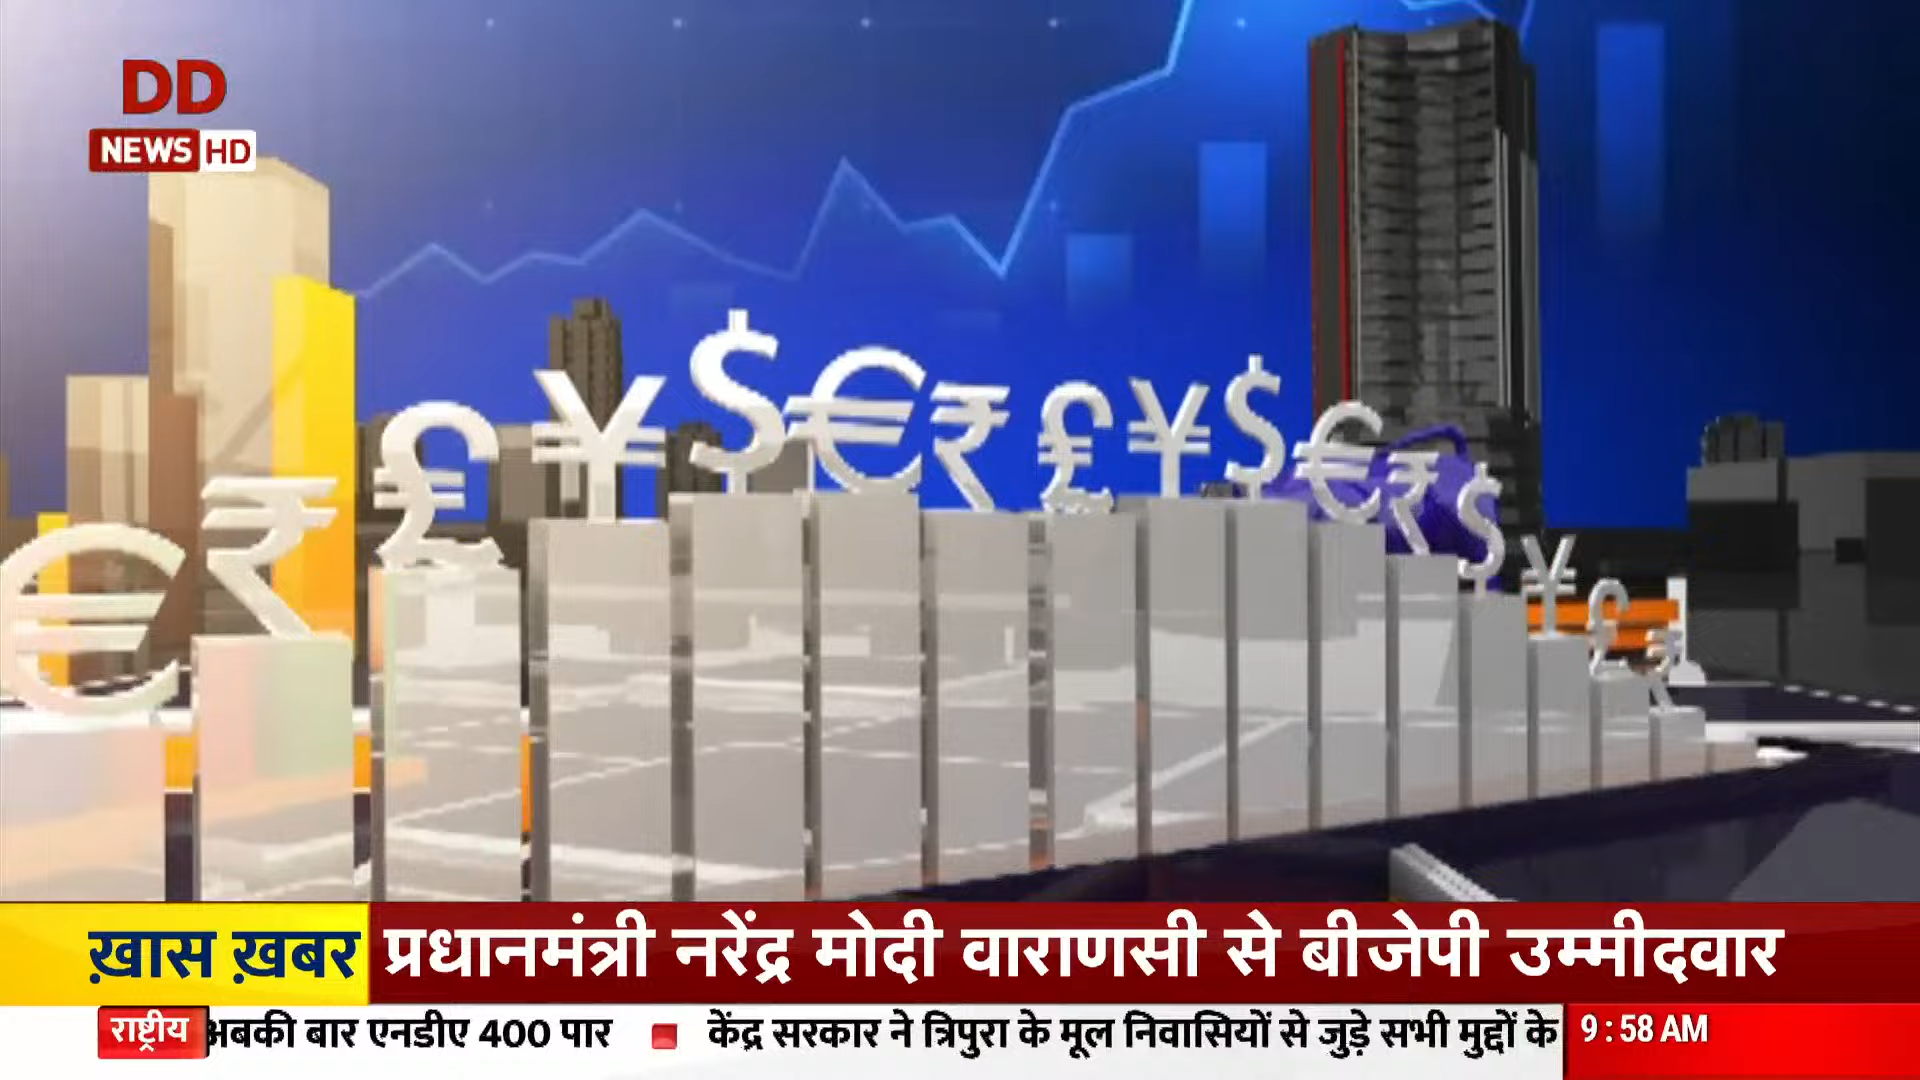 DD
NEWS HD
€ ₹ £ ¥ $ € ₹ £ ¥ $ € ₹ $ ¥ £ ₹
ख़ास ख़बर प्रधानमंत्री नरेंद्र मोदी वाराणसी से बीजेपी उम्मीदवार
राष्ट्रीय अबकी बार एनडीए 400 पार केंद्र सरकार ने त्रिपुरा के मूल निवासियों से जुड़े सभी मुद्दों के 9:58 AM